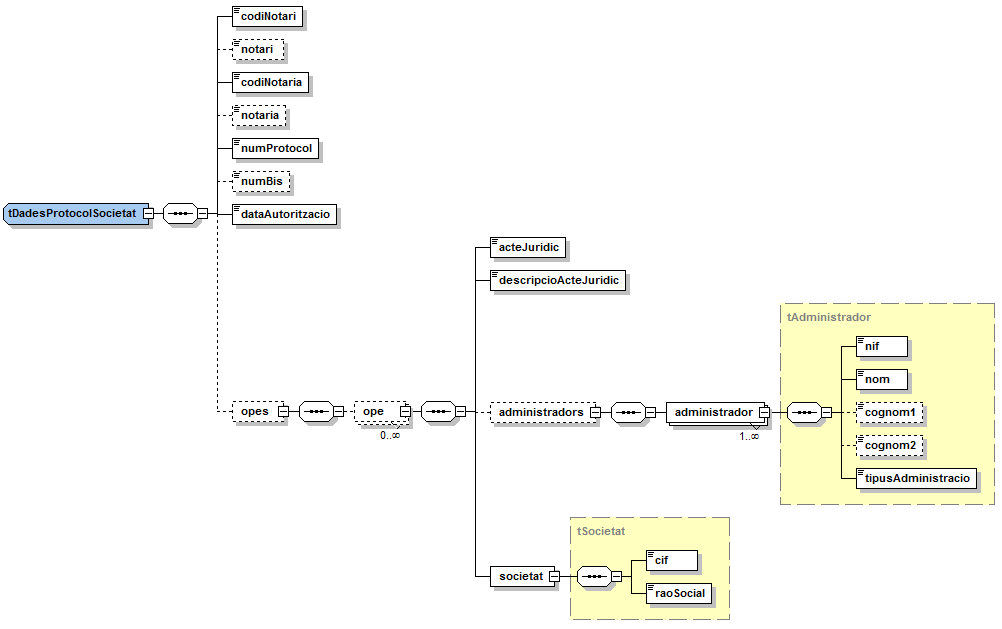 codiNotari
notari
codiNotaria
notaria
numProtocol
numBis
tDadesProtocolSocietat
dataAutoritzacio
acteJuridic
descripcioActeJuridic
tAdministrador
nif
nom
opes
ope
0..∞
administradors
administrador
1..∞
cognom1
cognom2
tipusAdministracio
tSocietat
cif
societat
raoSocial